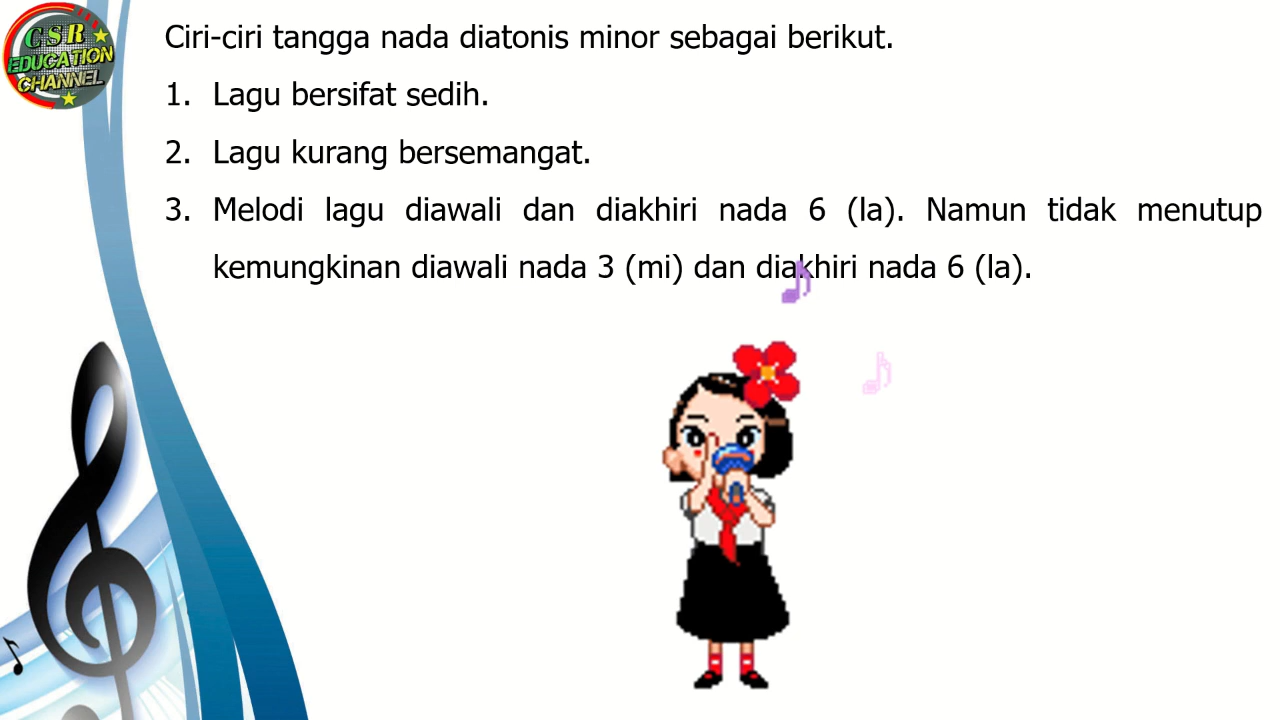 CSR
EDUCATION
CHANNEL
Ciri-ciri tangga nada diatonis minor sebagai berikut.
1. Lagu bersifat sedih.
2. Lagu kurang bersemangat.
3. Melodi lagu diawali dan diakhiri nada 6 (la). Namun tidak menutup
kemungkinan diawali nada 3 (mi) dan diakhiri nada 6 (la).